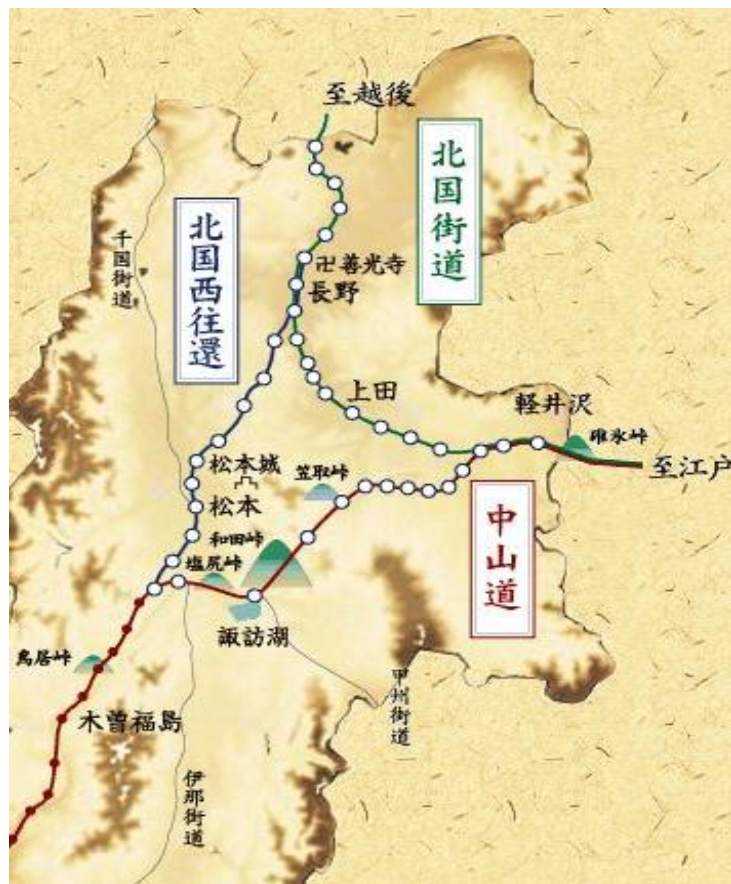 至越後
北国街道
北国西往還
千国街道
卍善光寺
長野
上田
軽井沢
碓氷峠
至江戸
松本城
笠取峠
松本
中山道
和田峠
塩尻峠
諏訪湖
鳥居峠
甲州街道
木曽福島
伊那街道